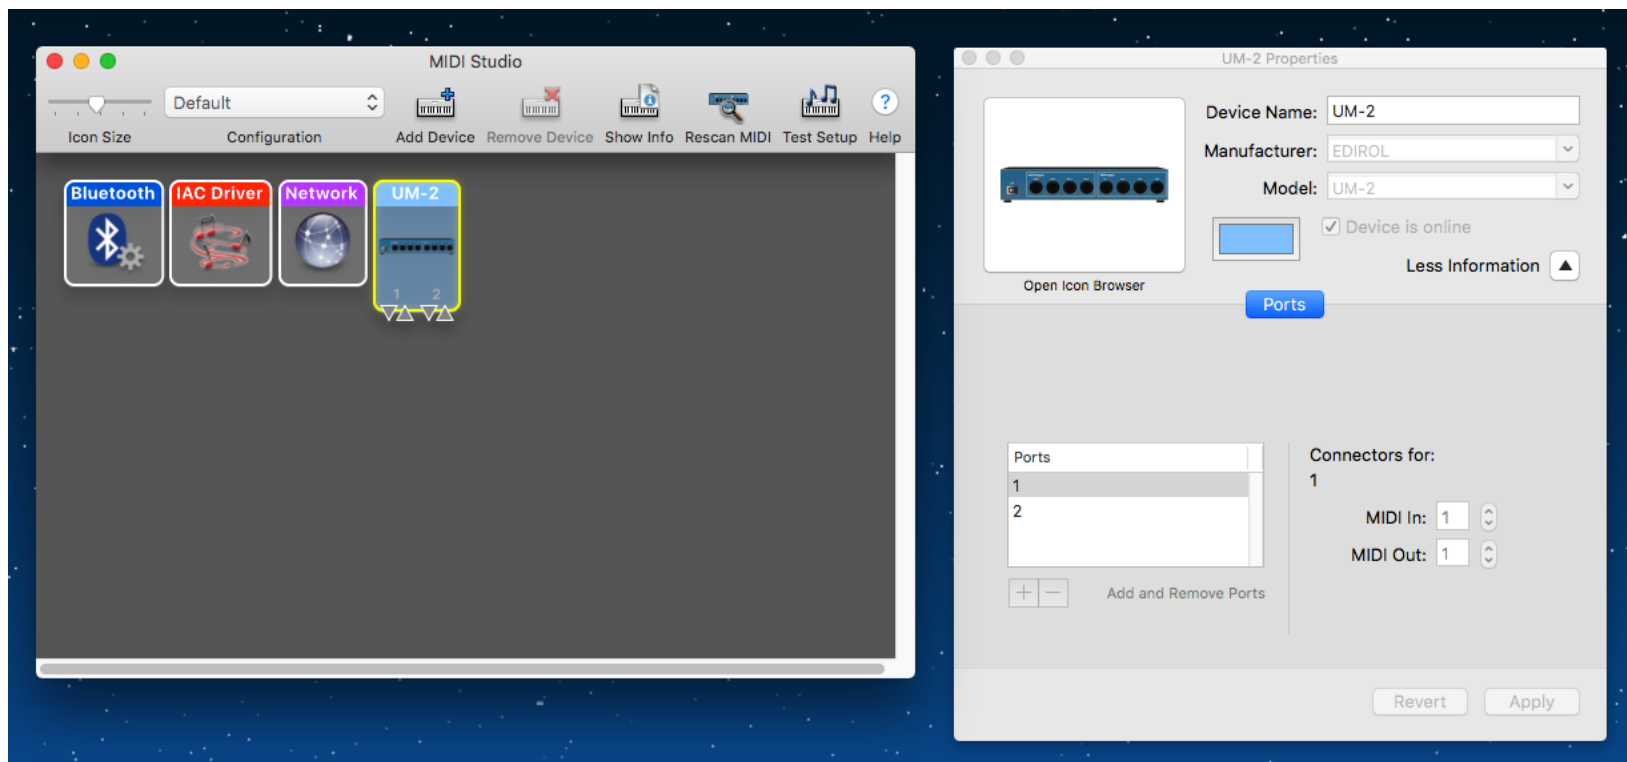 MIDI Studio
Default
Icon Size
Configuration
Add Device
Remove Device
Show Info
Rescan MIDI
Test Setup
?
Help
Bluetooth
IAC Driver
Network
UM-2
1 2
UM-2 Properties
Device Name: UM-2
Manufacturer: EDIROL
Model: UM-2
Device is online
Less Information
Open Icon Browser
Ports
Ports
1
2
Add and Remove Ports
Connectors for:
1
MIDI In: 1
MIDI Out: 1
Revert
Apply